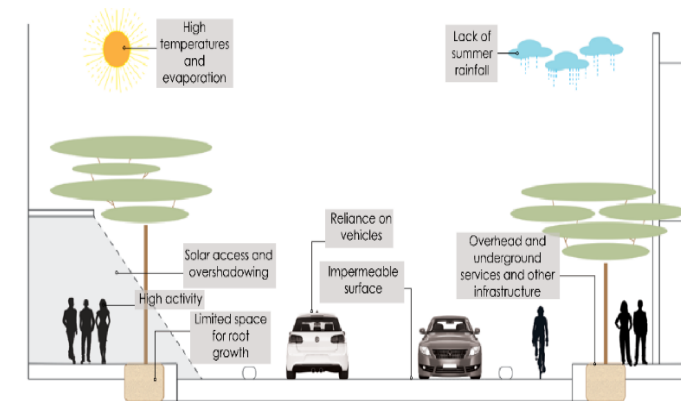 High
temperatures
and
evaporation
Lack of
summer
rainfall
Reliance on
vehicles
Solar access and
overshadowing
Overhead and
underground
services and other
infrastructure
Impermeable
surface
High activity
Limited space
for root
growth